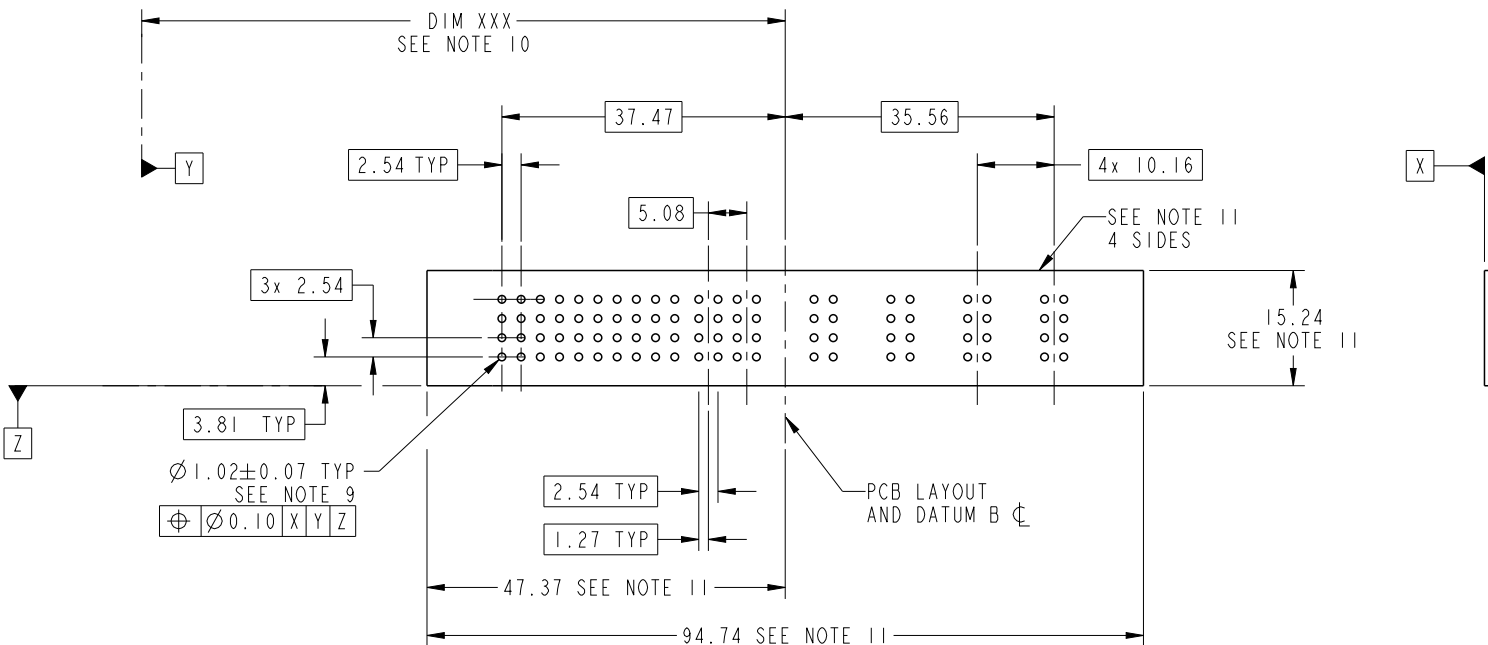 DIM XXX
SEE NOTE 10
37.47
35.56
Y
2.54 TYP
4x 10.16
X
5.08
SEE NOTE 11
4 SIDES
3x 2.54
15.24
SEE NOTE 11
3.81 TYP
Z
Ø1.02±0.07 TYP
SEE NOTE 9
⌖ Ø0.10 X Y Z
2.54 TYP
PCB LAYOUT
AND DATUM B ℄
1.27 TYP
47.37 SEE NOTE 11
94.74 SEE NOTE 11